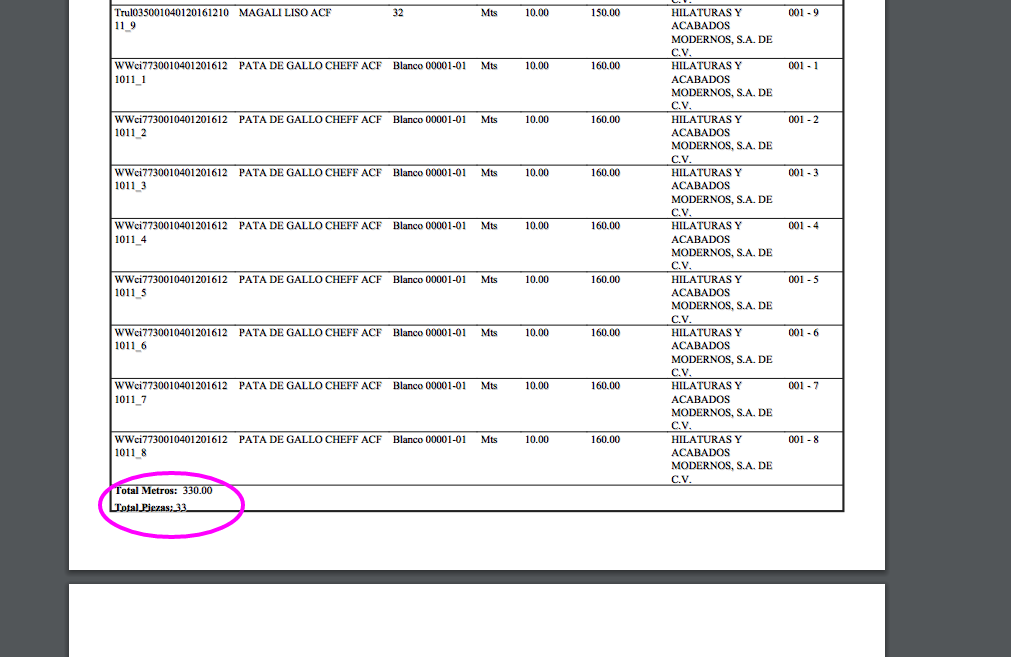 C.V.
Trul035001040120161210 MAGALI LISO ACF 32 Mts 10.00 150.00 HILATURAS Y 001 - 9
11_9 ACABADOS
MODERNOS, S.A. DE
C.V.
WWci7730010401201612 PATA DE GALLO CHEFF ACF Blanco 00001-01 Mts 10.00 160.00 HILATURAS Y 001 - 1
1011_1 ACABADOS
MODERNOS, S.A. DE
C.V.
WWci7730010401201612 PATA DE GALLO CHEFF ACF Blanco 00001-01 Mts 10.00 160.00 HILATURAS Y 001 - 2
1011_2 ACABADOS
MODERNOS, S.A. DE
C.V.
WWci7730010401201612 PATA DE GALLO CHEFF ACF Blanco 00001-01 Mts 10.00 160.00 HILATURAS Y 001 - 3
1011_3 ACABADOS
MODERNOS, S.A. DE
C.V.
WWci7730010401201612 PATA DE GALLO CHEFF ACF Blanco 00001-01 Mts 10.00 160.00 HILATURAS Y 001 - 4
1011_4 ACABADOS
MODERNOS, S.A. DE
C.V.
WWci7730010401201612 PATA DE GALLO CHEFF ACF Blanco 00001-01 Mts 10.00 160.00 HILATURAS Y 001 - 5
1011_5 ACABADOS
MODERNOS, S.A. DE
C.V.
WWci7730010401201612 PATA DE GALLO CHEFF ACF Blanco 00001-01 Mts 10.00 160.00 HILATURAS Y 001 - 6
1011_6 ACABADOS
MODERNOS, S.A. DE
C.V.
WWci7730010401201612 PATA DE GALLO CHEFF ACF Blanco 00001-01 Mts 10.00 160.00 HILATURAS Y 001 - 7
1011_7 ACABADOS
MODERNOS, S.A. DE
C.V.
WWci7730010401201612 PATA DE GALLO CHEFF ACF Blanco 00001-01 Mts 10.00 160.00 HILATURAS Y 001 - 8
1011_8 ACABADOS
MODERNOS, S.A. DE
C.V.
Total Metros: 330.00
Total Piezas: 33